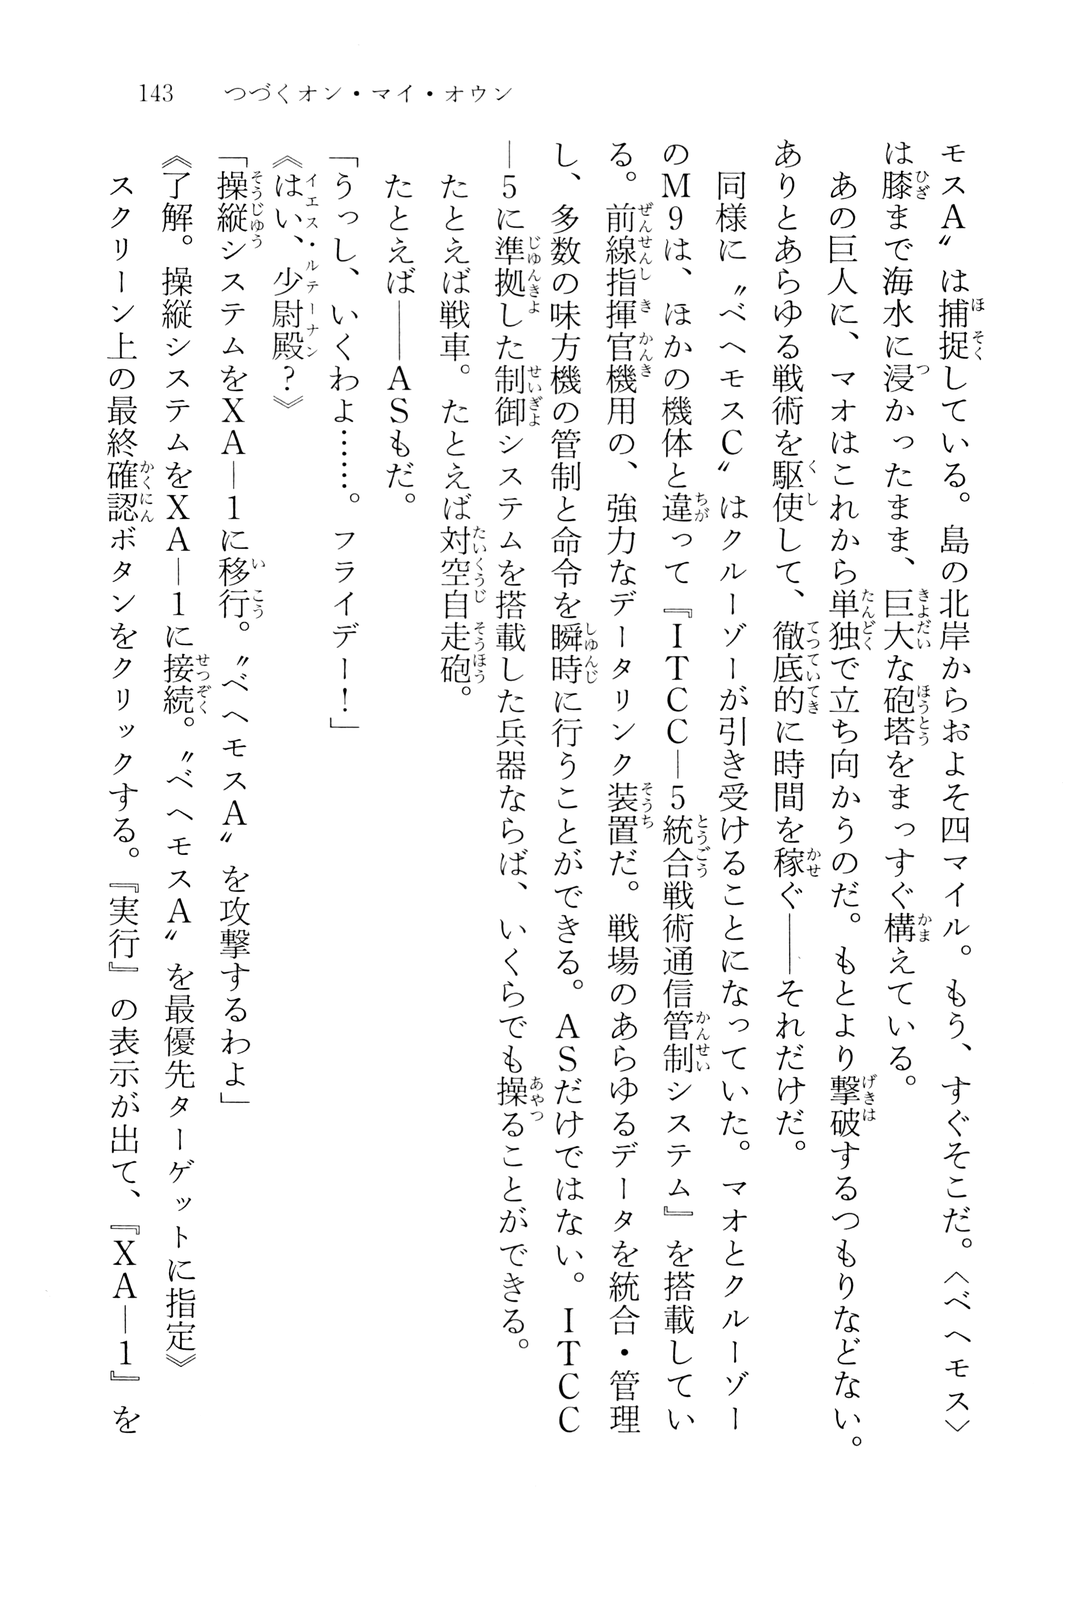 143　つづくオン・マイ・オウン
モスA〟は捕捉している。島の北岸からおよそ四マイル。もう、すぐそこだ。〈ベヘモス〉
は膝まで海水に浸かったまま、巨大な砲塔をまっすぐ構えている。
　あの巨人に、マオはこれから単独で立ち向かうのだ。もとより撃破するつもりなどない。
ありとあらゆる戦術を駆使して、徹底的に時間を稼ぐ――それだけだ。
　同様に〝ベヘモスC〟はクルーゾーが引き受けることになっていた。マオとクルーゾー
のM9は、ほかの機体と違って『ITCC―5統合戦術通信管制システム』を搭載してい
る。前線指揮官機用の、強力なデータリンク装置だ。戦場のあらゆるデータを統合・管理
し、多数の味方機の管制と命令を瞬時に行うことができる。ASだけではない。ITCC
―5に準拠した制御システムを搭載した兵器ならば、いくらでも操ることができる。
　たとえば戦車。たとえば対空自走砲。
　たとえば――ASもだ。
「うっし、いくわよ……。フライデー！」
《はい、少尉殿？》
「操縦システムをXA―1に移行。〝ベヘモスA〟を攻撃するわよ」
《了解。操縦システムをXA―1に接続。〝ベヘモスA〟を最優先ターゲットに指定》
　スクリーン上の最終確認ボタンをクリックする。『実行』の表示が出て、『XA―1』を